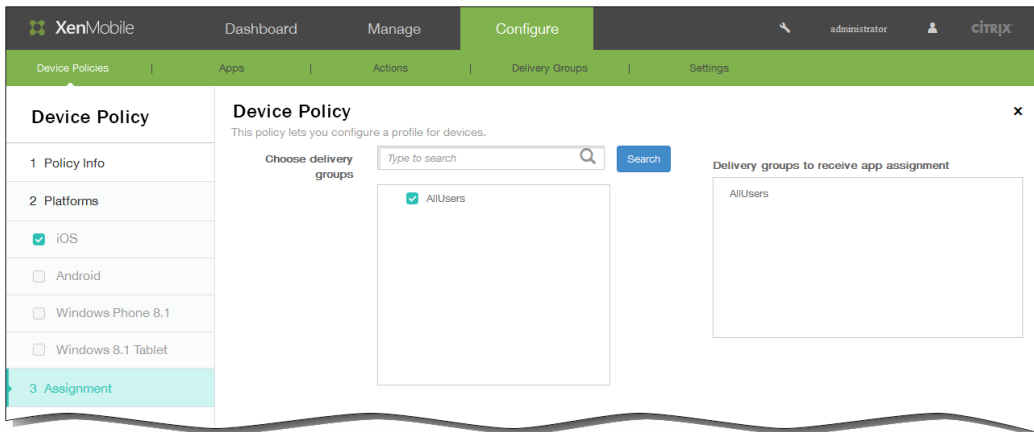 XenMobile Dashboard Manage Configure administrator CİTRIX
Device Policies | Apps | Actions | Delivery Groups | Settings
Device Policy
1 Policy Info
2 Platforms
iOS
Android
Windows Phone 8.1
Windows 8.1 Tablet
3 Assignment
Device Policy x
This policy lets you configure a profile for devices.
Choose delivery
groups
Type to search Search
AllUsers
Delivery groups to receive app assignment
AllUsers